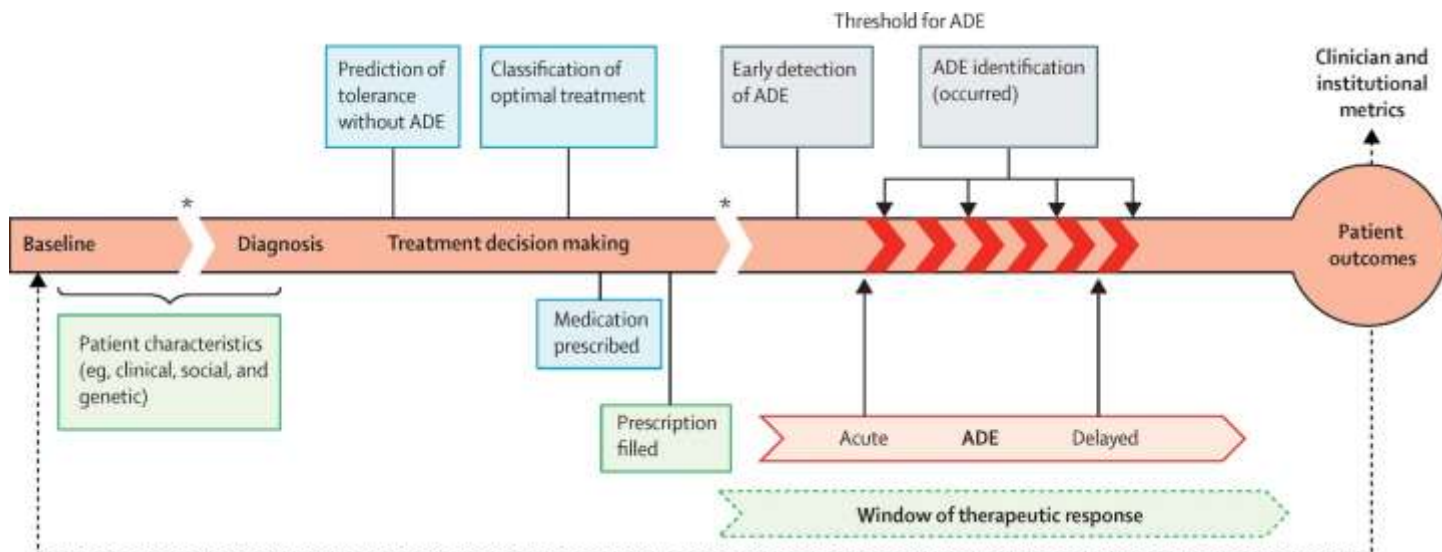 Threshold for ADE
Prediction of
tolerance
without ADE
Classification of
optimal treatment
Early detection
of ADE
ADE identification
(occurred)
Clinician and
institutional
metrics
*
*
Baseline
Diagnosis
Treatment decision making
Patient
outcomes
Patient characteristics
(eg, clinical, social, and
genetic)
Medication
prescribed
Prescription
filled
Acute
ADE
Delayed
Window of therapeutic response